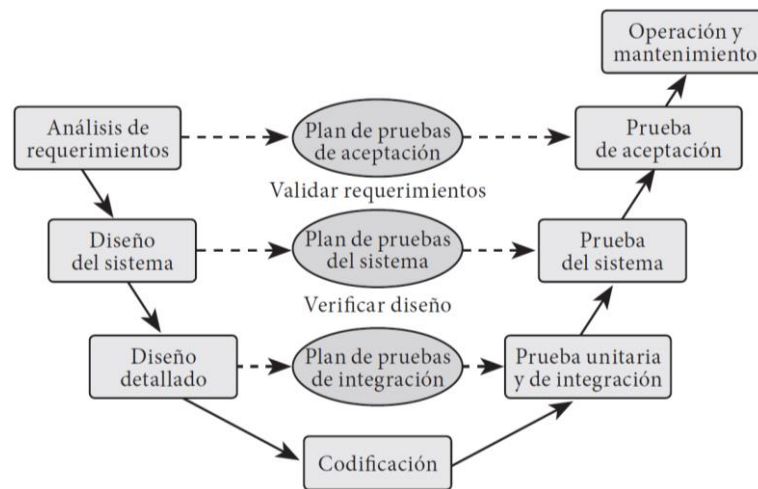 Operación y
mantenimiento
Análisis de
requerimientos
Plan de pruebas
de aceptación
Prueba
de aceptación
Validar requerimientos
Diseño
del sistema
Plan de pruebas
del sistema
Prueba
del sistema
Verificar diseño
Diseño
detallado
Plan de pruebas
de integración
Prueba unitaria
y de integración
Codificación